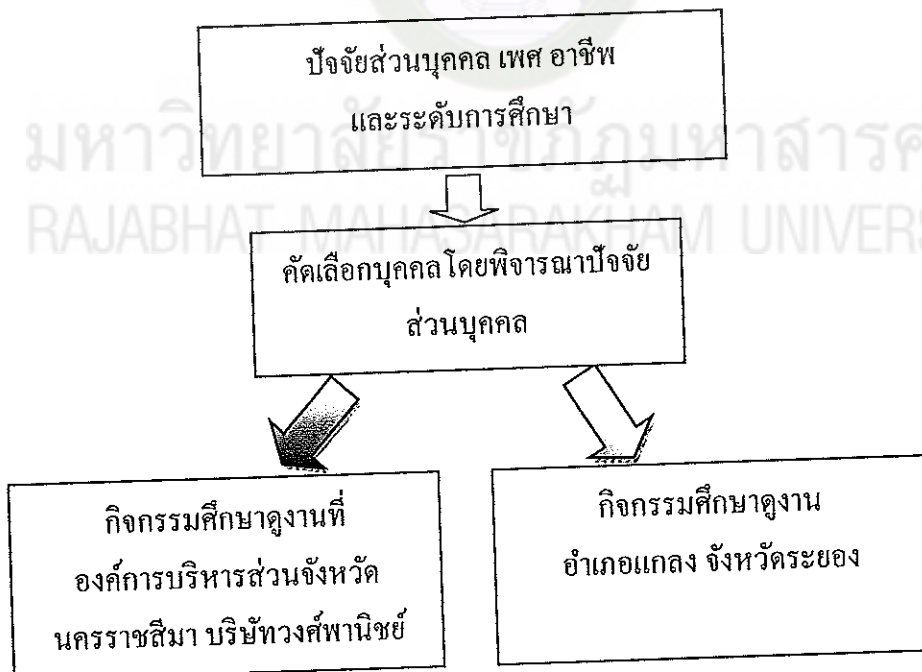 ปัจจัยส่วนบุคคล เพศ อาชีพ
และระดับการศึกษา
มหาวิทยาลัยราชภัฏมหาสารค
RAJABHAT MAHASARAKHAM UNIVERS
คัดเลือกบุคคลโดยพิจารณาปัจจัย
ส่วนบุคคล
กิจกรรมศึกษาดูงานที่
องค์การบริหารส่วนจังหวัด
นครราชสีมา บริษัทวงศ์พานิชย์
กิจกรรมศึกษาดูงาน
อำเภอแกลง จังหวัดระยอง